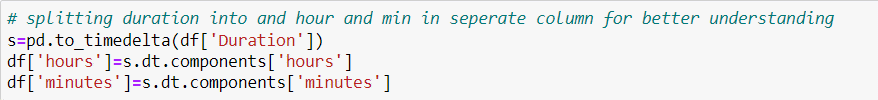 # splitting duration into and hour and min in seperate column for better understanding
s=pd.to_timedelta(df['Duration'])
df['hours']=s.dt.components['hours']
df['minutes']=s.dt.components['minutes']